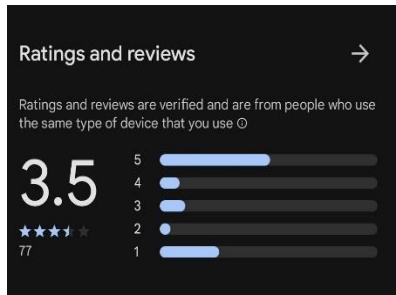 Ratings and reviews
Ratings and reviews are verified and are from people who use
the same type of device that you use
3.5
77
5
4
3
2
1